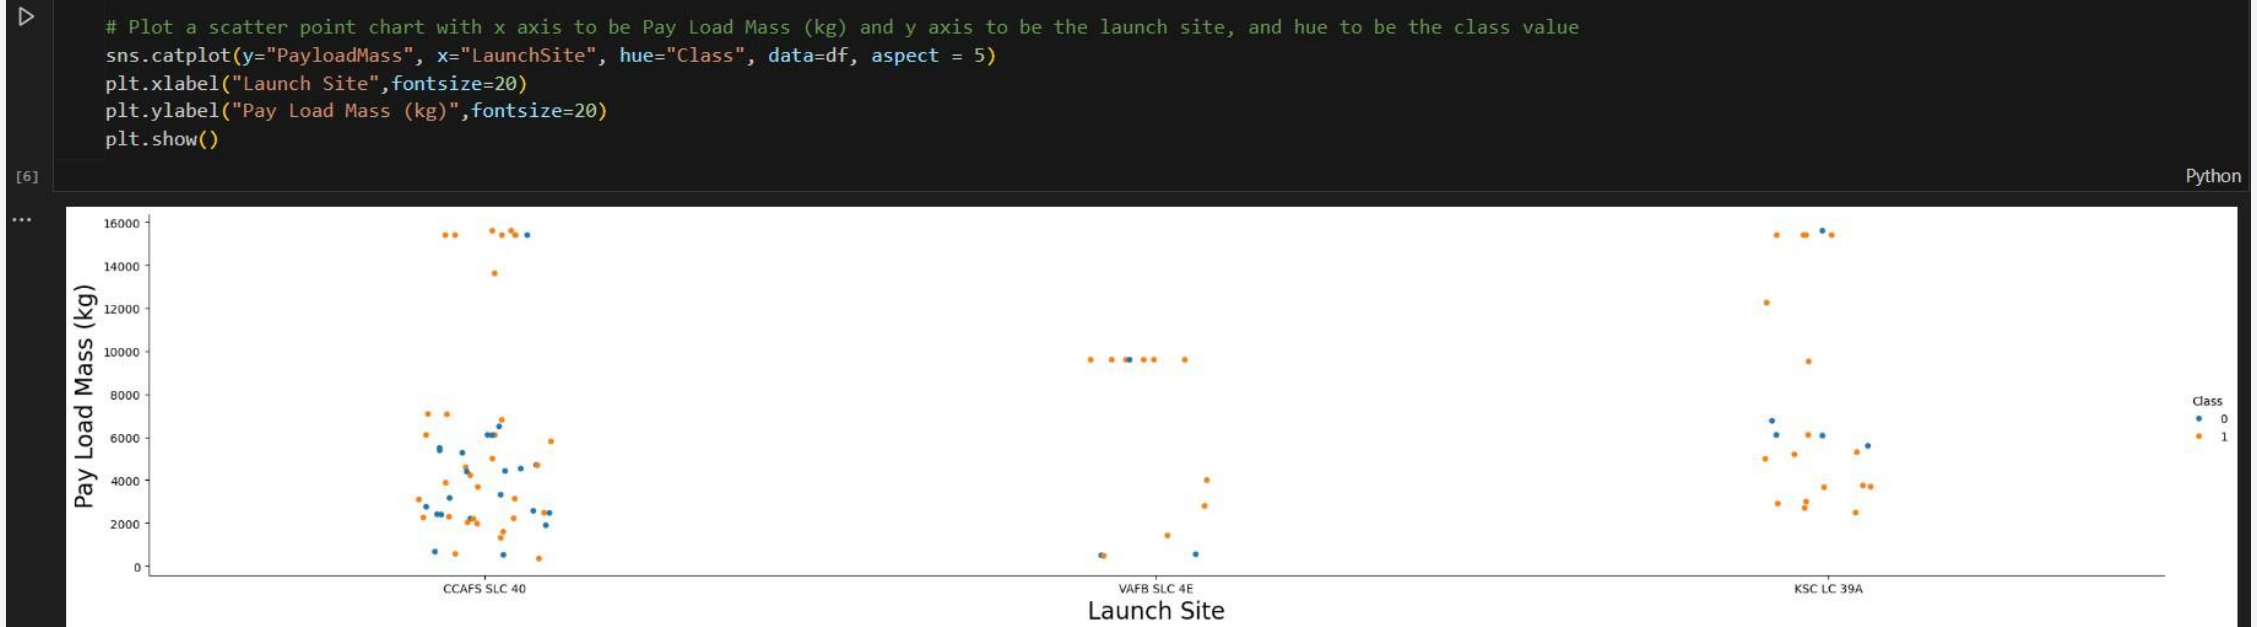 # Plot a scatter point chart with x axis to be Pay Load Mass (kg) and y axis to be the launch site, and hue to be the class value
sns.catplot(y="PayloadMass", x="LaunchSite", hue="Class", data=df, aspect = 5)
plt.xlabel("Launch Site",fontsize=20)
plt.ylabel("Pay Load Mass (kg)",fontsize=20)
plt.show()
[6]
Python
...
Pay Load Mass (kg)
16000
14000
12000
10000
8000
6000
4000
2000
0
CCAFS SLC 40
VAFB SLC 4E
KSC LC 39A
Launch Site
Class
0
1